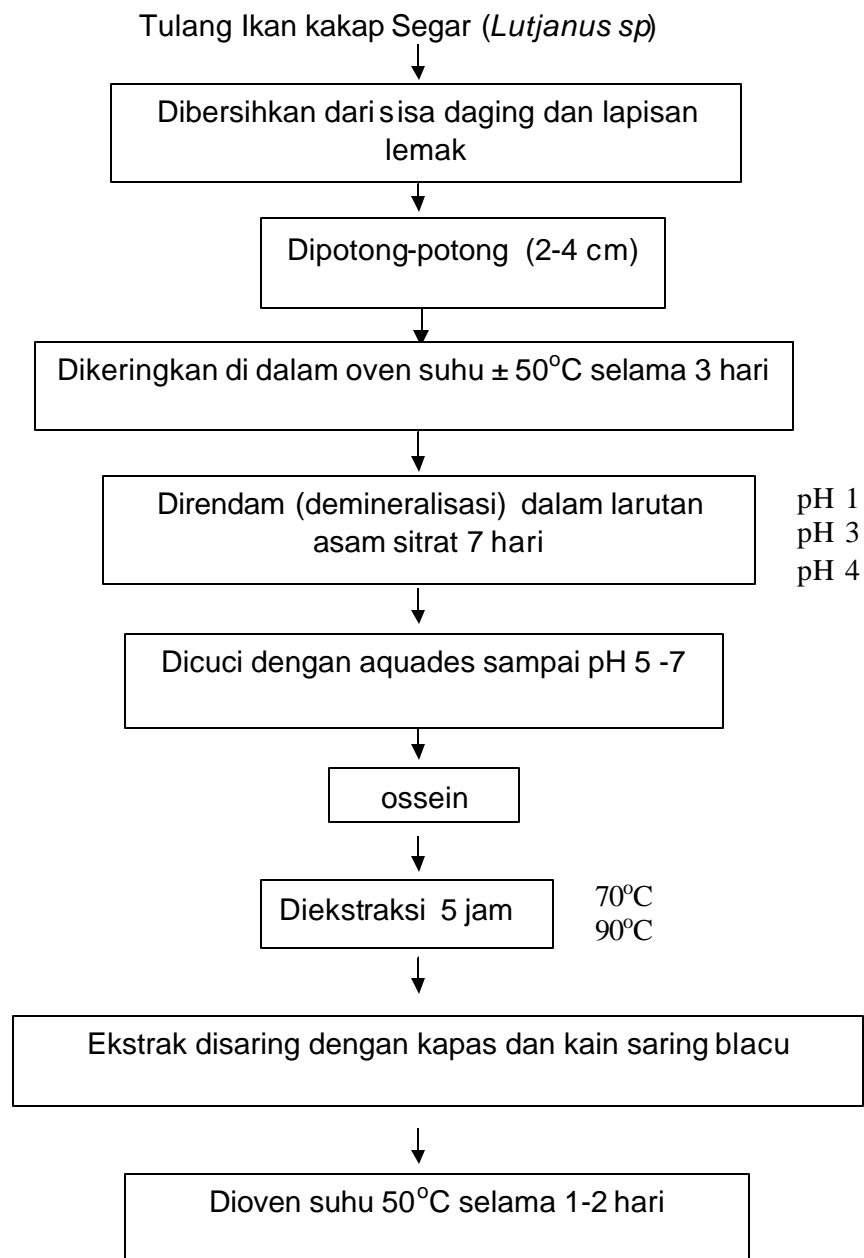 Tulang Ikan kakap Segar (Lutjanus sp)
Dibersihkan dari sisa daging dan lapisan
lemak
Dipotong-potong (2-4 cm)
Dikeringkan di dalam oven suhu ± 50°C selama 3 hari
Direndam (demineralisasi) dalam larutan
asam sitrat 7 hari
pH 1
pH 3
pH 4
Dicuci dengan aquades sampai pH 5 -7
ossein
Diekstraksi 5 jam
70°C
90°C
Ekstrak disaring dengan kapas dan kain saring blacu
Dioven suhu 50°C selama 1-2 hari